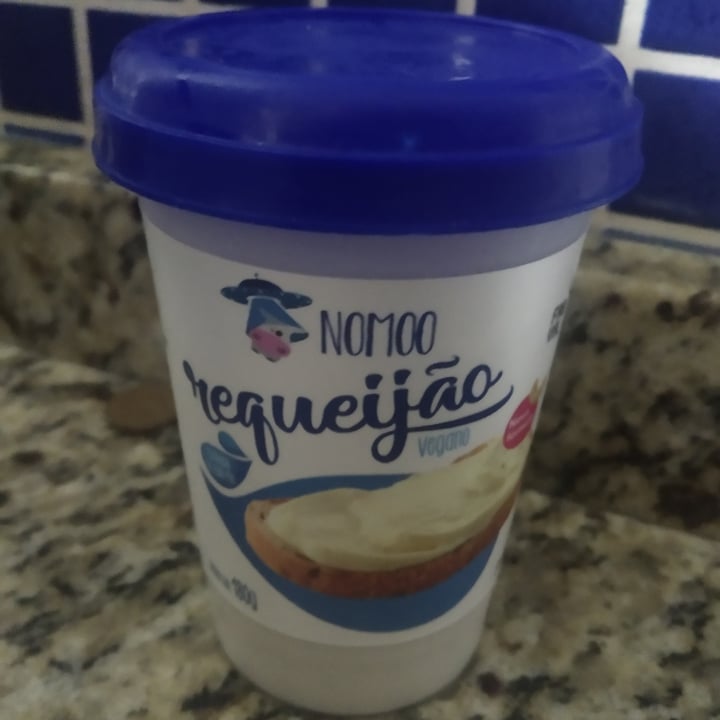 NOMOO
requeijão
vegano
180g